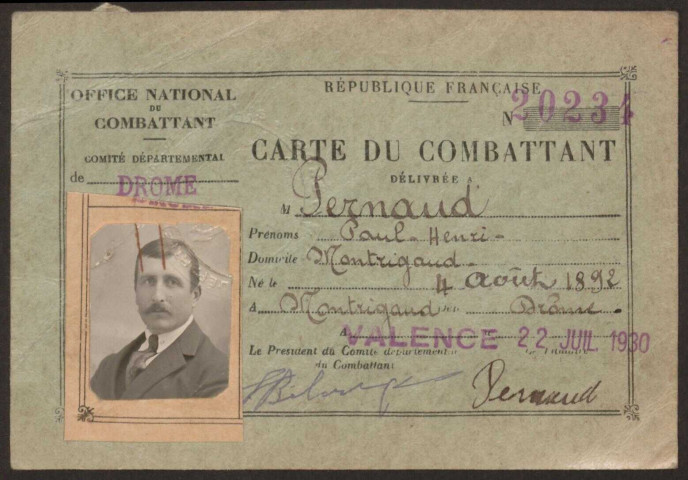 OFFICE NATIONAL
DU
COMBATTANT
COMITÉ DÉPARTEMENTAL
de DROME
RÉPUBLIQUE FRANÇAISE
N 20234
CARTE DU COMBATTANT
DÉLIVRÉE A
M Pernaud
Prénoms Paul-Henri-
Domicile Montrigaud-
Né le 4 août 1892
A Montrigaud Drôme-
A VALENCE 22 JUIL 1930
Le Président du Comité départemental
du Combattant
Pernaud